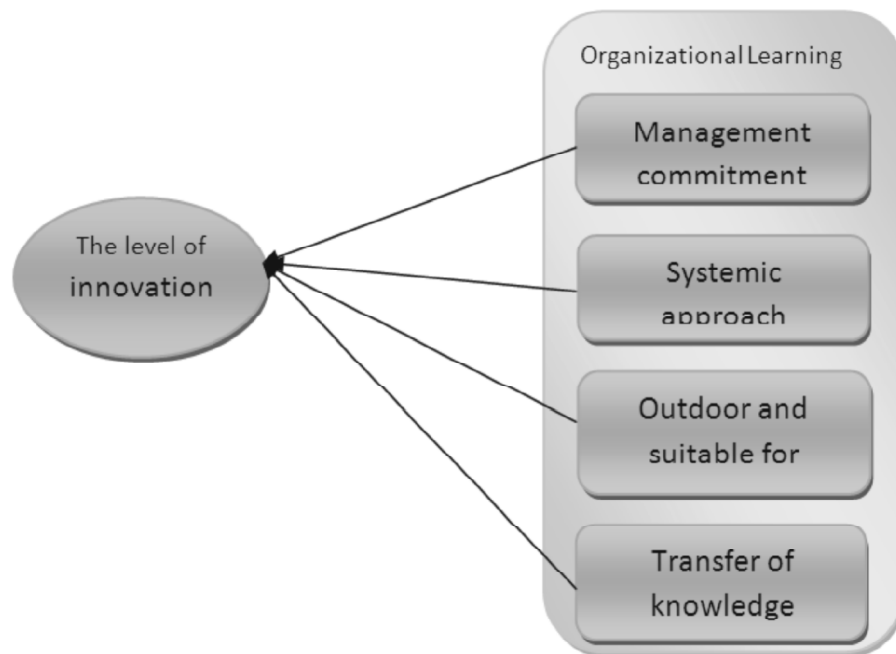 Organizational Learning
Management
commitment
The level of
innovation
Systemic
approach
Outdoor and
suitable for
Transfer of
knowledge